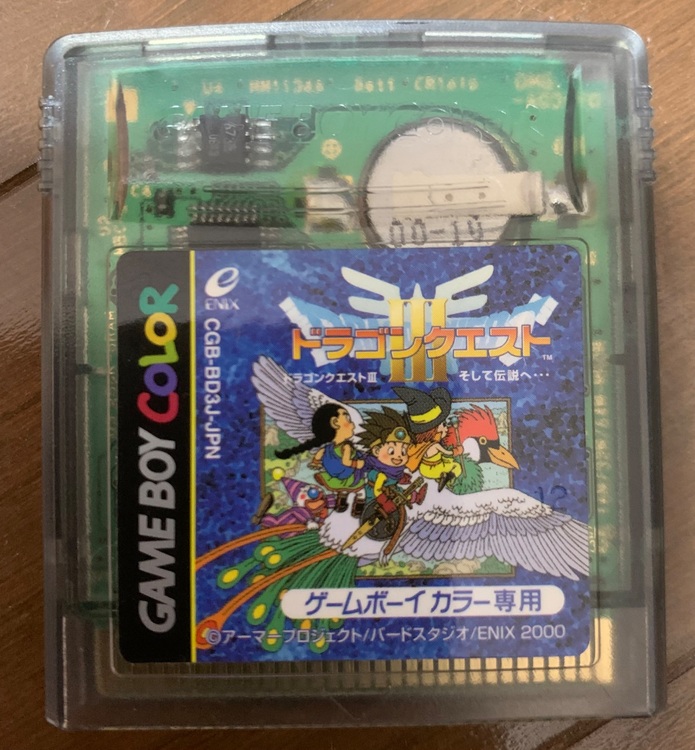 00-19
ENIX
CGB-BD3J-JPN
GAME BOY COLOR
III
ドラゴンクエスト
TM
ドラゴンクエストIII そして伝説へ・・・
12
ゲームボーイ カラー専用
©アーマープロジェクト/バードスタジオ/ENIX 2000